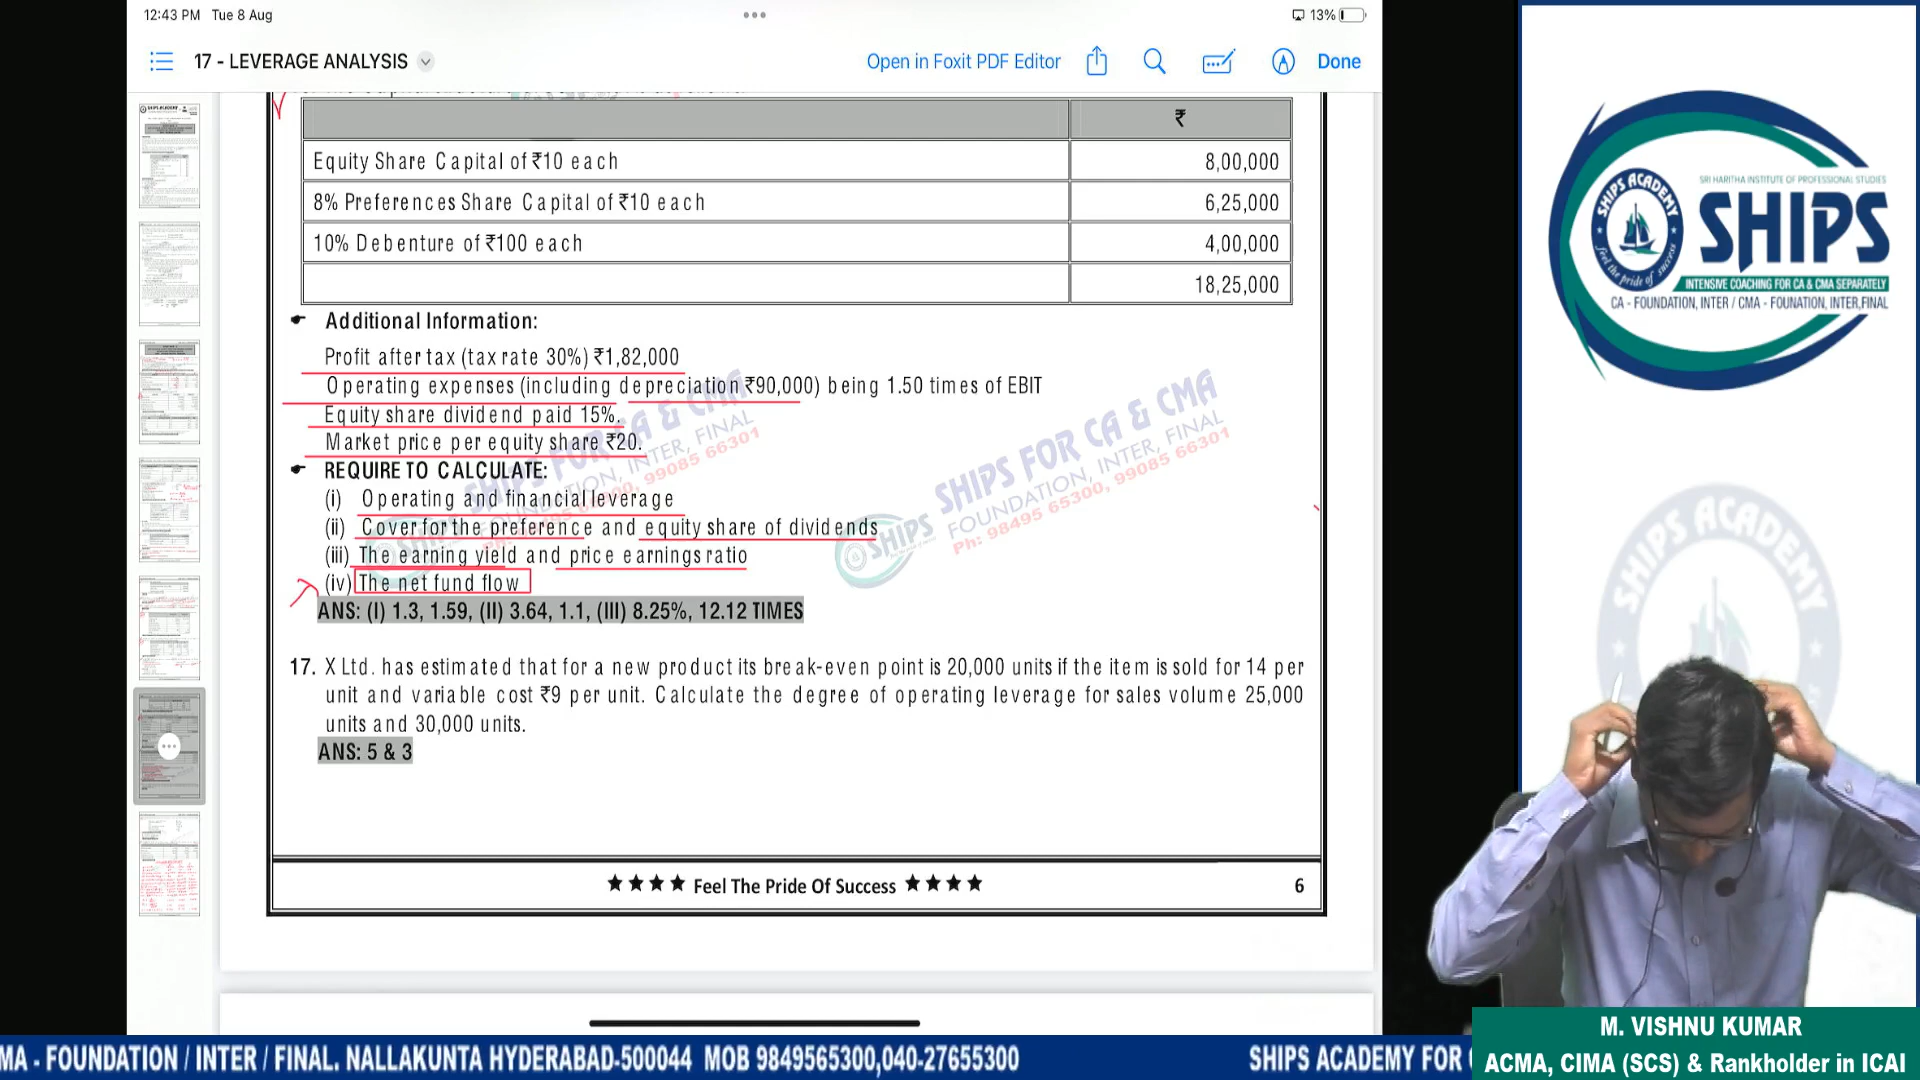 12:43 PM Tue 8 Aug
13%
17 - LEVERAGE ANALYSIS
Open in Foxit PDF Editor
Done
₹
Equity Share Capital of ₹10 each 8,00,000
8% Preferences Share Capital of ₹10 each 6,25,000
10% Debenture of ₹100 each 4,00,000
18,25,000
Additional Information:
Profit after tax (tax rate 30%) ₹1,82,000
Operating expenses (including depreciation ₹90,000) being 1.50 times of EBIT
Equity share dividend paid 15%.
Market price per equity share ₹20.
REQUIRE TO CALCULATE:
(i) Operating and financial leverage
(ii) Cover for the preference and equity share of dividends
(iii) The earning yield and price earnings ratio
(iv) The net fund flow
ANS: (I) 1.3, 1.59, (II) 3.64, 1.1, (III) 8.25%, 12.12 TIMES
17. X Ltd. has estimated that for a new product its break-even point is 20,000 units if the item is sold for 14 per
unit and variable cost ₹9 per unit. Calculate the degree of operating leverage for sales volume 25,000
units and 30,000 units.
ANS: 5 & 3
★★★★ Feel The Pride Of Success ★★★★ 6
SHIPS FOR CA & CMA
FOUNDATION, INTER, FINAL
Ph: 98495 65300, 99085 66301
SHIPS
SRI HARITHA INSTITUTE OF PROFESSIONAL STUDIES
SHIPS ACADEMY
feel the pride of success
SHIPS
INTENSIVE COACHING FOR CA & CMA SEPARATELY
CA - FOUNDATION, INTER / CMA - FOUNATION, INTER,FINAL
SHIPS ACADEMY
M. VISHNU KUMAR
ACMA, CIMA (SCS) & Rankholder in ICAI
MA - FOUNDATION / INTER / FINAL. NALLAKUNTA HYDERABAD-500044 MOB 9849565300,040-27655300
SHIPS ACADEMY FOR